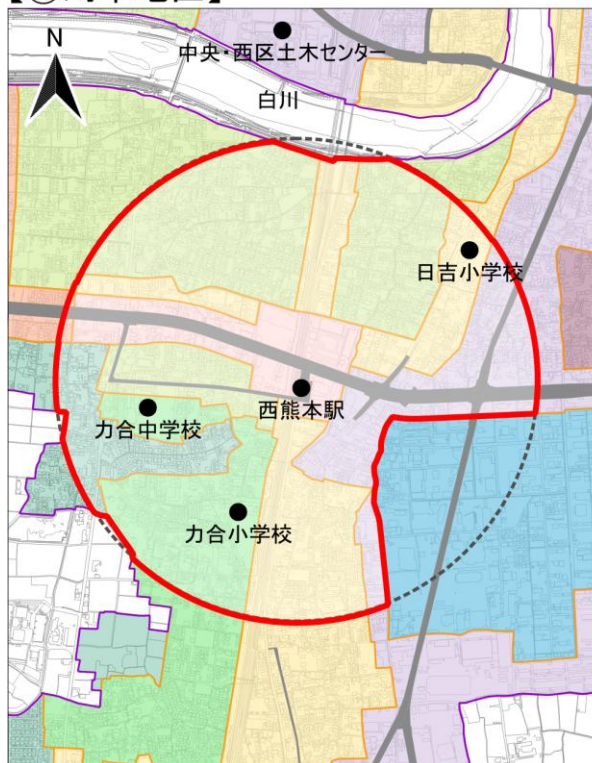 N
中央・西区土木センター
白川
日吉小学校
西熊本駅
力合中学校
力合小学校